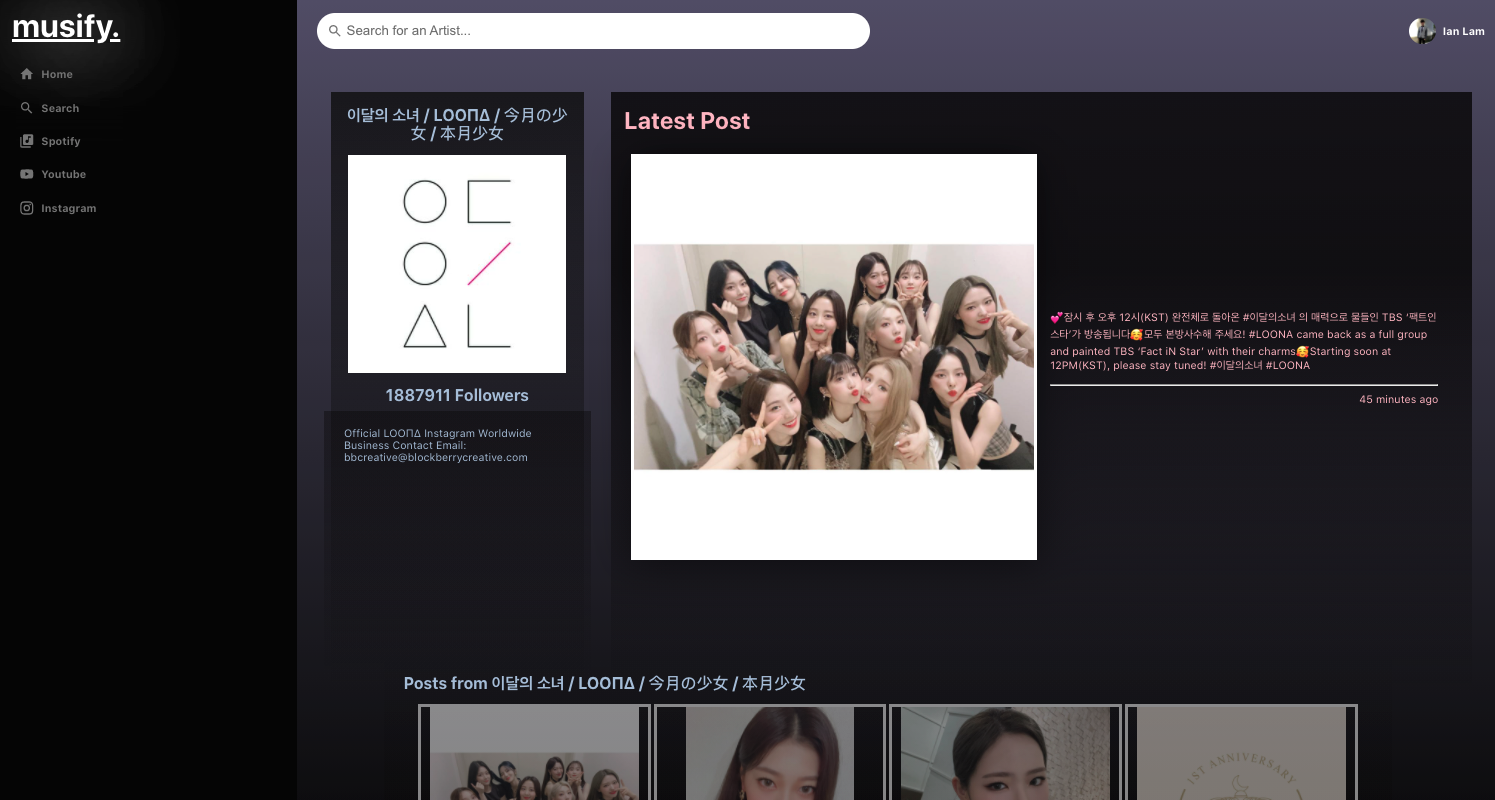 musify.
Search for an Artist...
Ian Lam
Home
Search
Spotify
Youtube
Instagram
이달의 소녀 / LOOΠΔ / 今月の少
女 / 本月少女
1887911 Followers
Official LOOΠΔ Instagram Worldwide
Business Contact Email:
bbcreative@blockberrycreative.com
Latest Post
💕잠시 후 오후 12시(KST) 완전체로 돌아온 #이달의소녀 의 매력으로 물들인 TBS ‘팩트인
스타’가 방송됩니다🥰모두 본방사수해 주세요! #LOONA came back as a full group
and painted TBS ‘Fact iN Star’ with their charms🥰Starting soon at
12PM(KST), please stay tuned! #이달의소녀 #LOONA
45 minutes ago
Posts from 이달의 소녀 / LOOΠΔ / 今月の少女 / 本月少女
1ST ANNIVERSARY